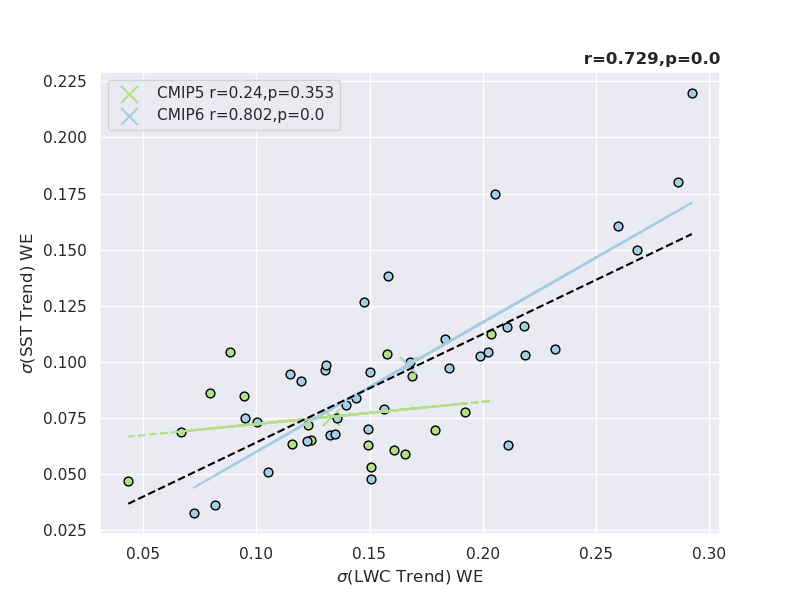 r=0.729,p=0.0
CMIP5 r=0.24,p=0.353
CMIP6 r=0.802,p=0.0
0.225
0.200
0.175
0.150
0.125
0.100
0.075
0.050
0.025
σ(SST Trend) WE
0.05 0.10 0.15 0.20 0.25 0.30
σ(LWC Trend) WE